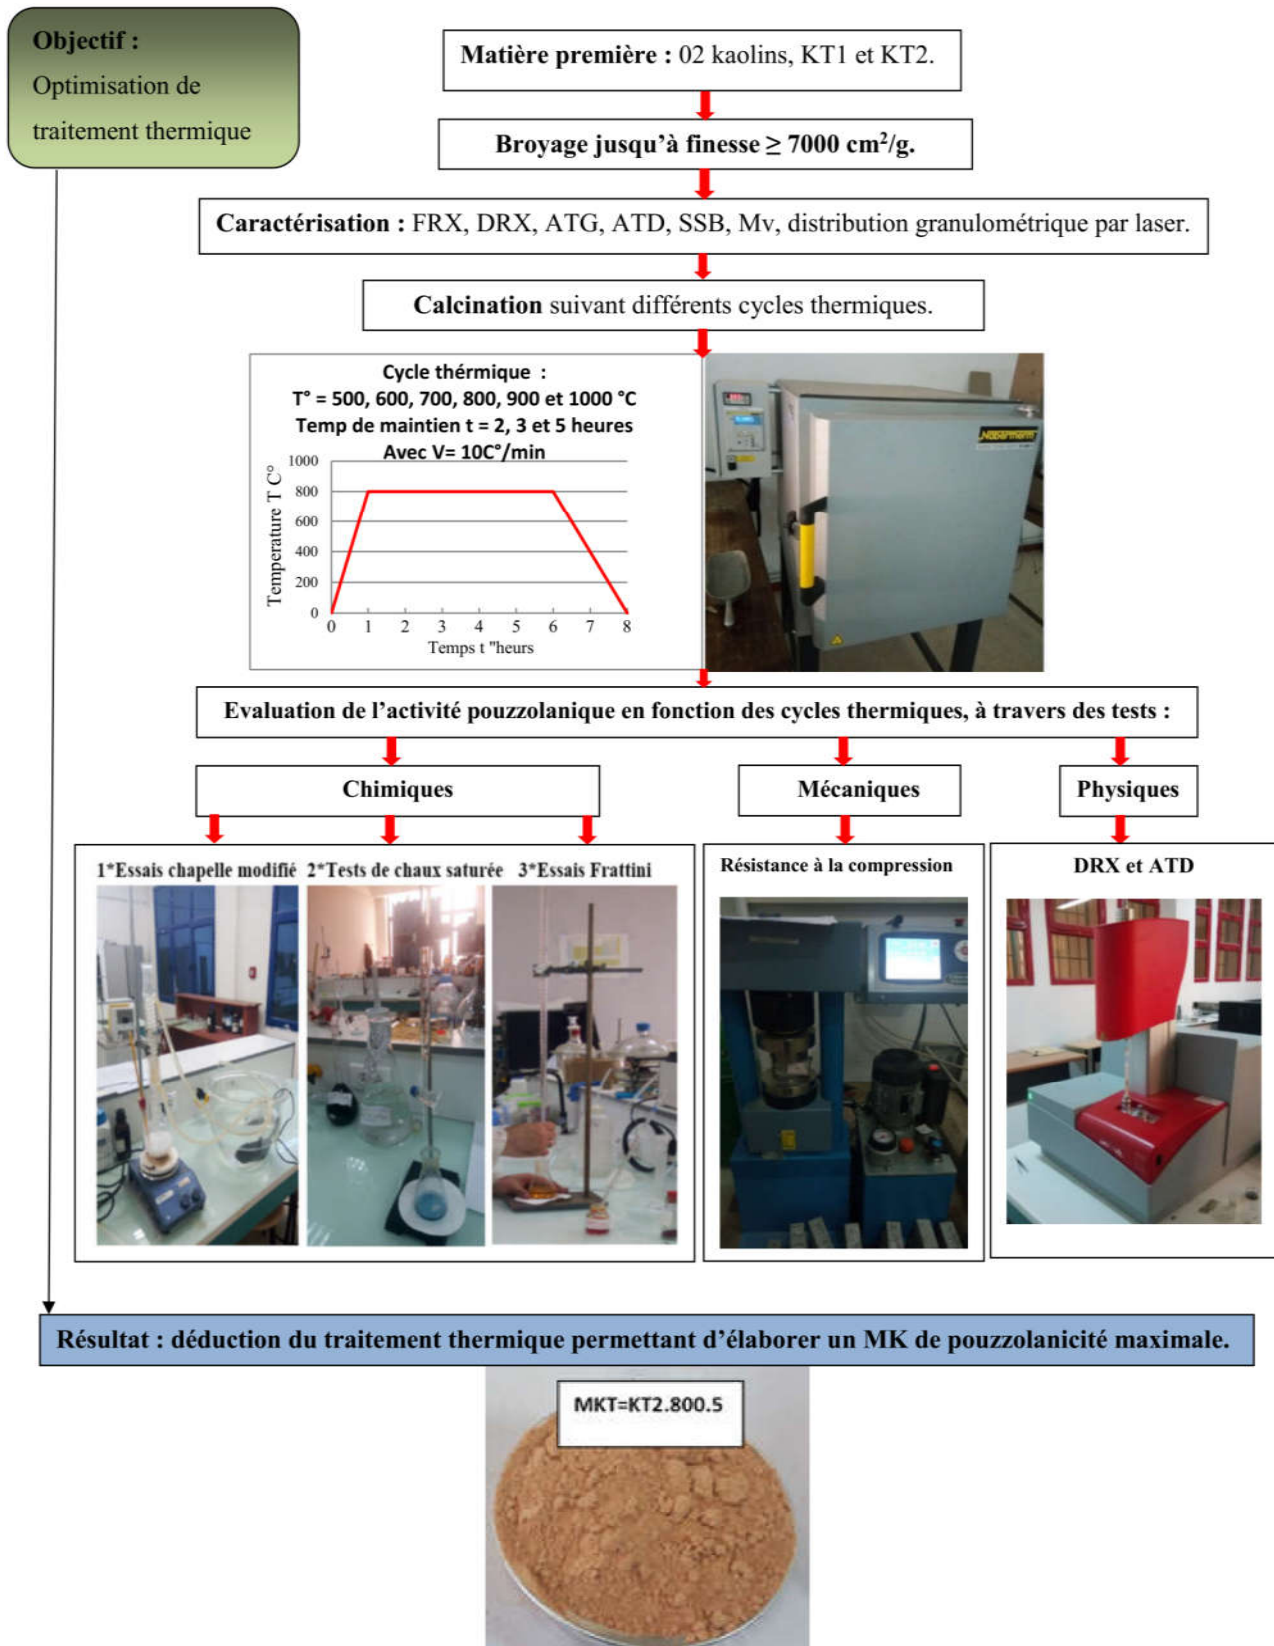 Objectif :
Optimisation de
traitement thermique
Matière première : 02 kaolins, KT1 et KT2.
Broyage jusqu’à finesse ≥ 7000 cm²/g.
Caractérisation : FRX, DRX, ATG, ATD, SSB, Mv, distribution granulométrique par laser.
Calcination suivant différents cycles thermiques.
Cycle thérmique :
T° = 500, 600, 700, 800, 900 et 1000 °C
Temp de maintien t = 2, 3 et 5 heures
Avec V= 10C°/min
Temperature T C°
1000
800
600
400
200
0
0 1 2 3 4 5 6 7 8
Temps t "heurs
Nabertherm
Evaluation de l’activité pouzzolanique en fonction des cycles thermiques, à travers des tests :
Chimiques
Mécaniques
Physiques
1*Essais chapelle modifié 2*Tests de chaux saturée 3*Essais Frattini
Résistance à la compression
DRX et ATD
Résultat : déduction du traitement thermique permettant d’élaborer un MK de pouzzolanicité maximale.
MKT=KT2.800.5